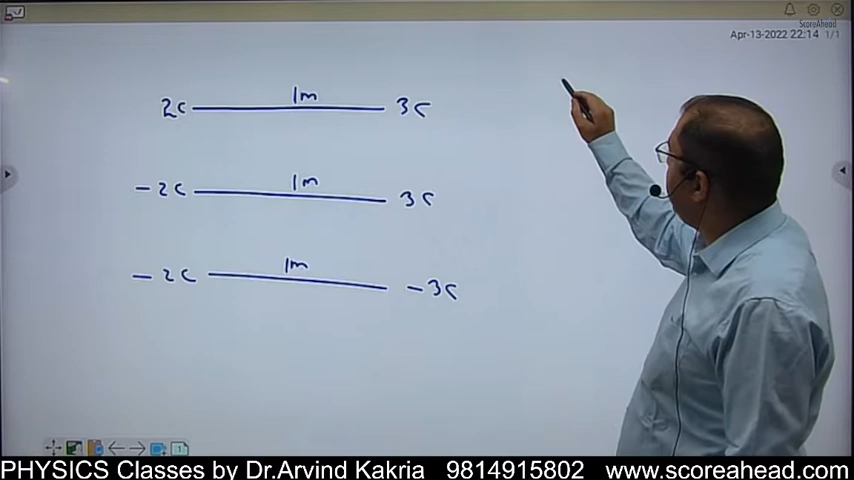 ScoreAhead
Apr-13-2022 22:14 1/1
1m
2C 3C
1m
-2C 3C
1m
-2C -3C
1
PHYSICS Classes by Dr.Arvind Kakria 9814915802 www.scoreahead.com